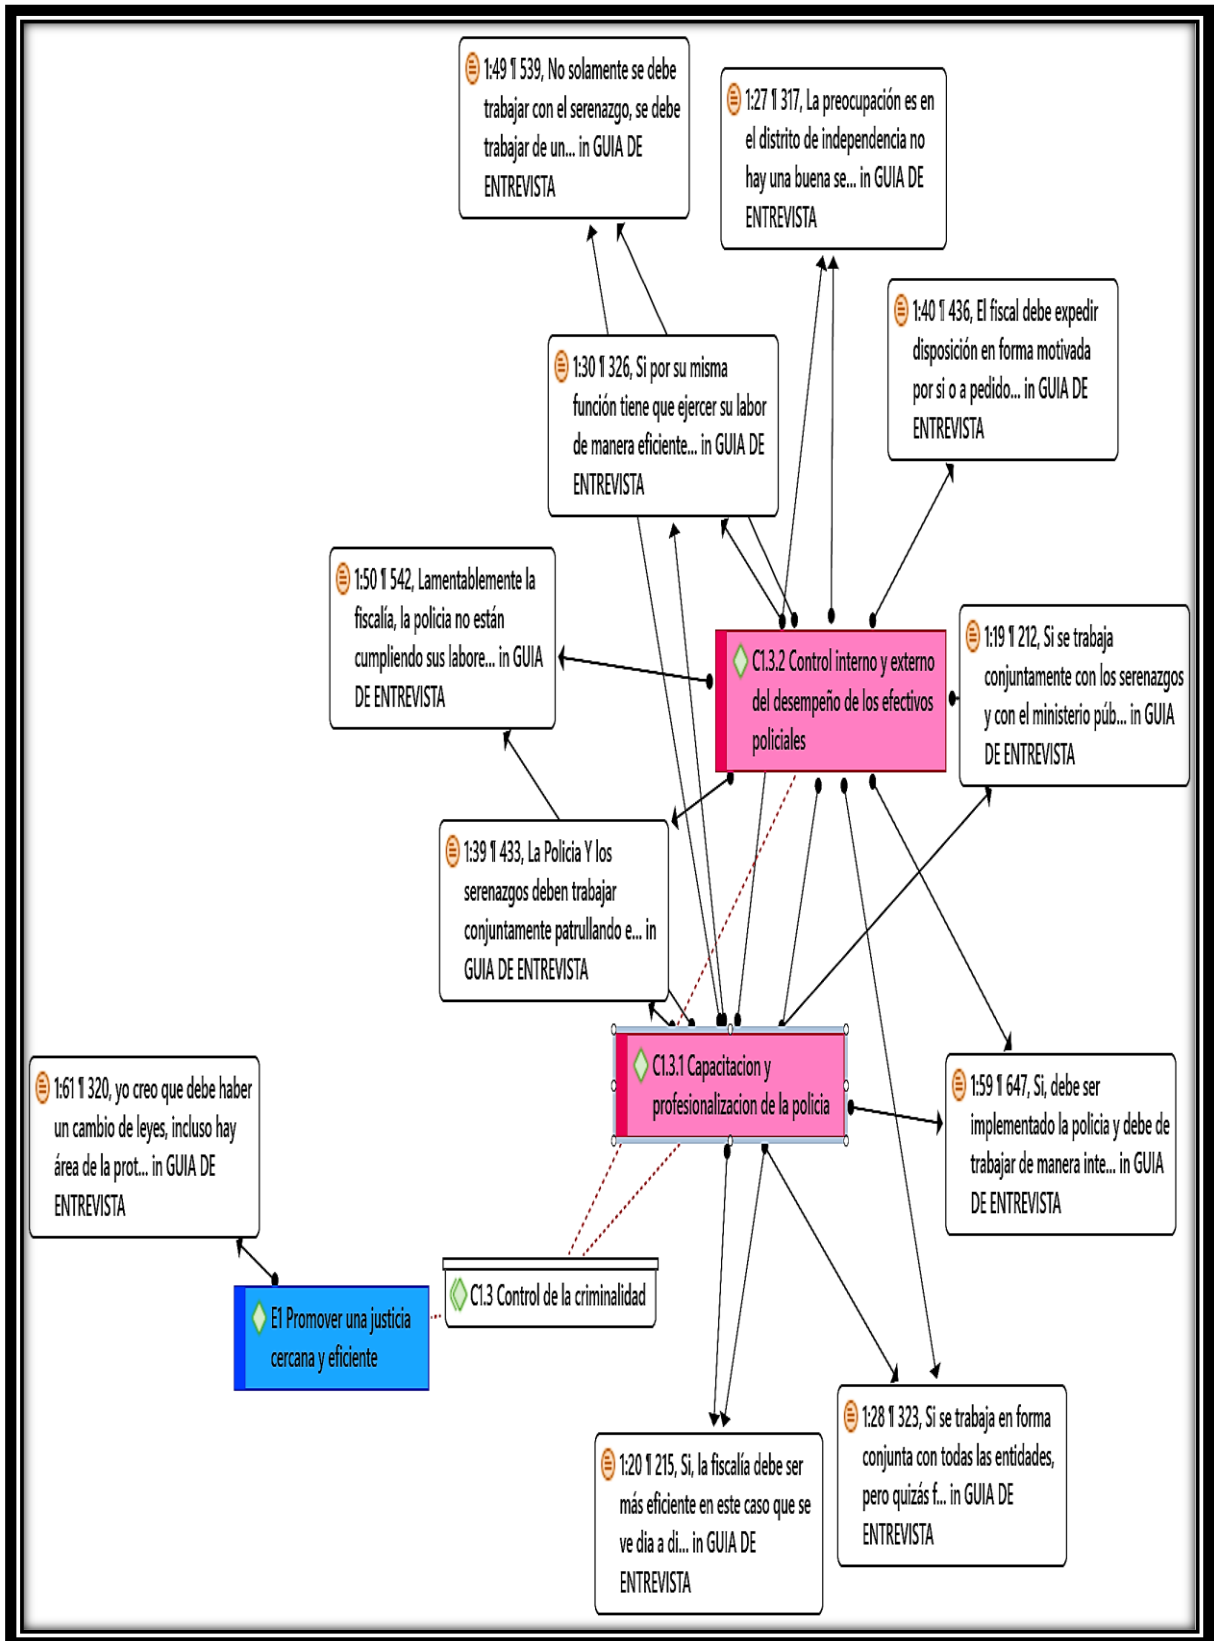 1:49 ¶ 539, No solamente se debe
trabajar con el serenazgo, se debe
trabajar de un... in GUIA DE
ENTREVISTA
1:27 ¶ 317, La preocupación es en
el distrito de independencia no
hay una buena se... in GUIA DE
ENTREVISTA
1:40 ¶ 436, El fiscal debe expedir
disposición en forma motivada
por si o a pedido... in GUIA DE
ENTREVISTA
1:30 ¶ 326, Si por su misma
función tiene que ejercer su labor
de manera eficiente... in GUIA DE
ENTREVISTA
1:50 ¶ 542, Lamentablemente la
fiscalía, la policia no están
cumpliendo sus labore... in GUIA
DE ENTREVISTA
C1.3.2 Control interno y externo
del desempeño de los efectivos
policiales
1:19 ¶ 212, Si se trabaja
conjuntamente con los serenazgos
y con el ministerio púb... in GUIA
DE ENTREVISTA
1:39 ¶ 433, La Policia Y los
serenazgos deben trabajar
conjuntamente patrullando e... in
GUIA DE ENTREVISTA
C1.3.1 Capacitacion y
profesionalizacion de la policia
1:61 ¶ 320, yo creo que debe haber
un cambio de leyes, incluso hay
área de la prot... in GUIA DE
ENTREVISTA
1:59 ¶ 647, Si, debe ser
implementado la policia y debe de
trabajar de manera inte... in GUIA
DE ENTREVISTA
C1.3 Control de la criminalidad
E1 Promover una justicia
cercana y eficiente
1:28 ¶ 323, Si se trabaja en forma
conjunta con todas las entidades,
pero quizás f... in GUIA DE
ENTREVISTA
1:20 ¶ 215, Si, la fiscalía debe ser
más eficiente en este caso que se
ve dia a di... in GUIA DE
ENTREVISTA